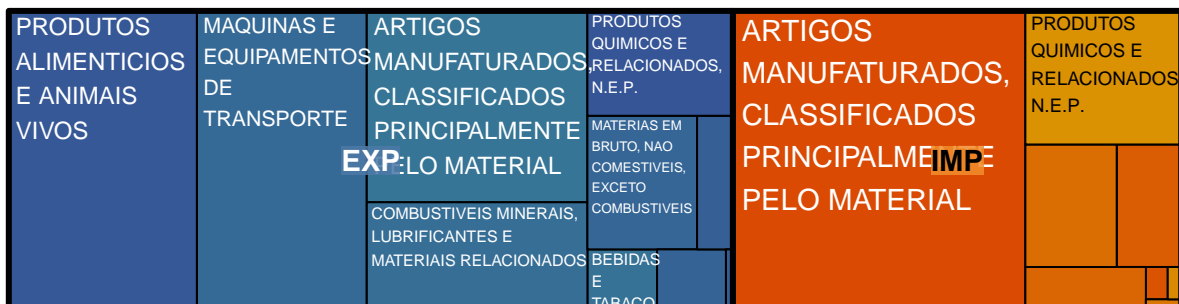 PRODUTOS
ALIMENTICIOS
E ANIMAIS
VIVOS
MAQUINAS E
EQUIPAMENTOS
DE
TRANSPORTE
ARTIGOS
MANUFATURADOS,
CLASSIFICADOS
PRINCIPALMENTE
PELO MATERIAL
EXP
COMBUSTIVEIS MINERAIS,
LUBRIFICANTES E
MATERIAIS RELACIONADOS
PRODUTOS
QUIMICOS E
RELACIONADOS,
N.E.P.
MATERIAS EM
BRUTO, NAO
COMESTIVEIS,
EXCETO
COMBUSTIVEIS
BEBIDAS
E
TABACO
ARTIGOS
MANUFATURADOS,
CLASSIFICADOS
PRINCIPALMENTE
PELO MATERIAL
IMP
PRODUTOS
QUIMICOS E
RELACIONADOS
N.E.P.